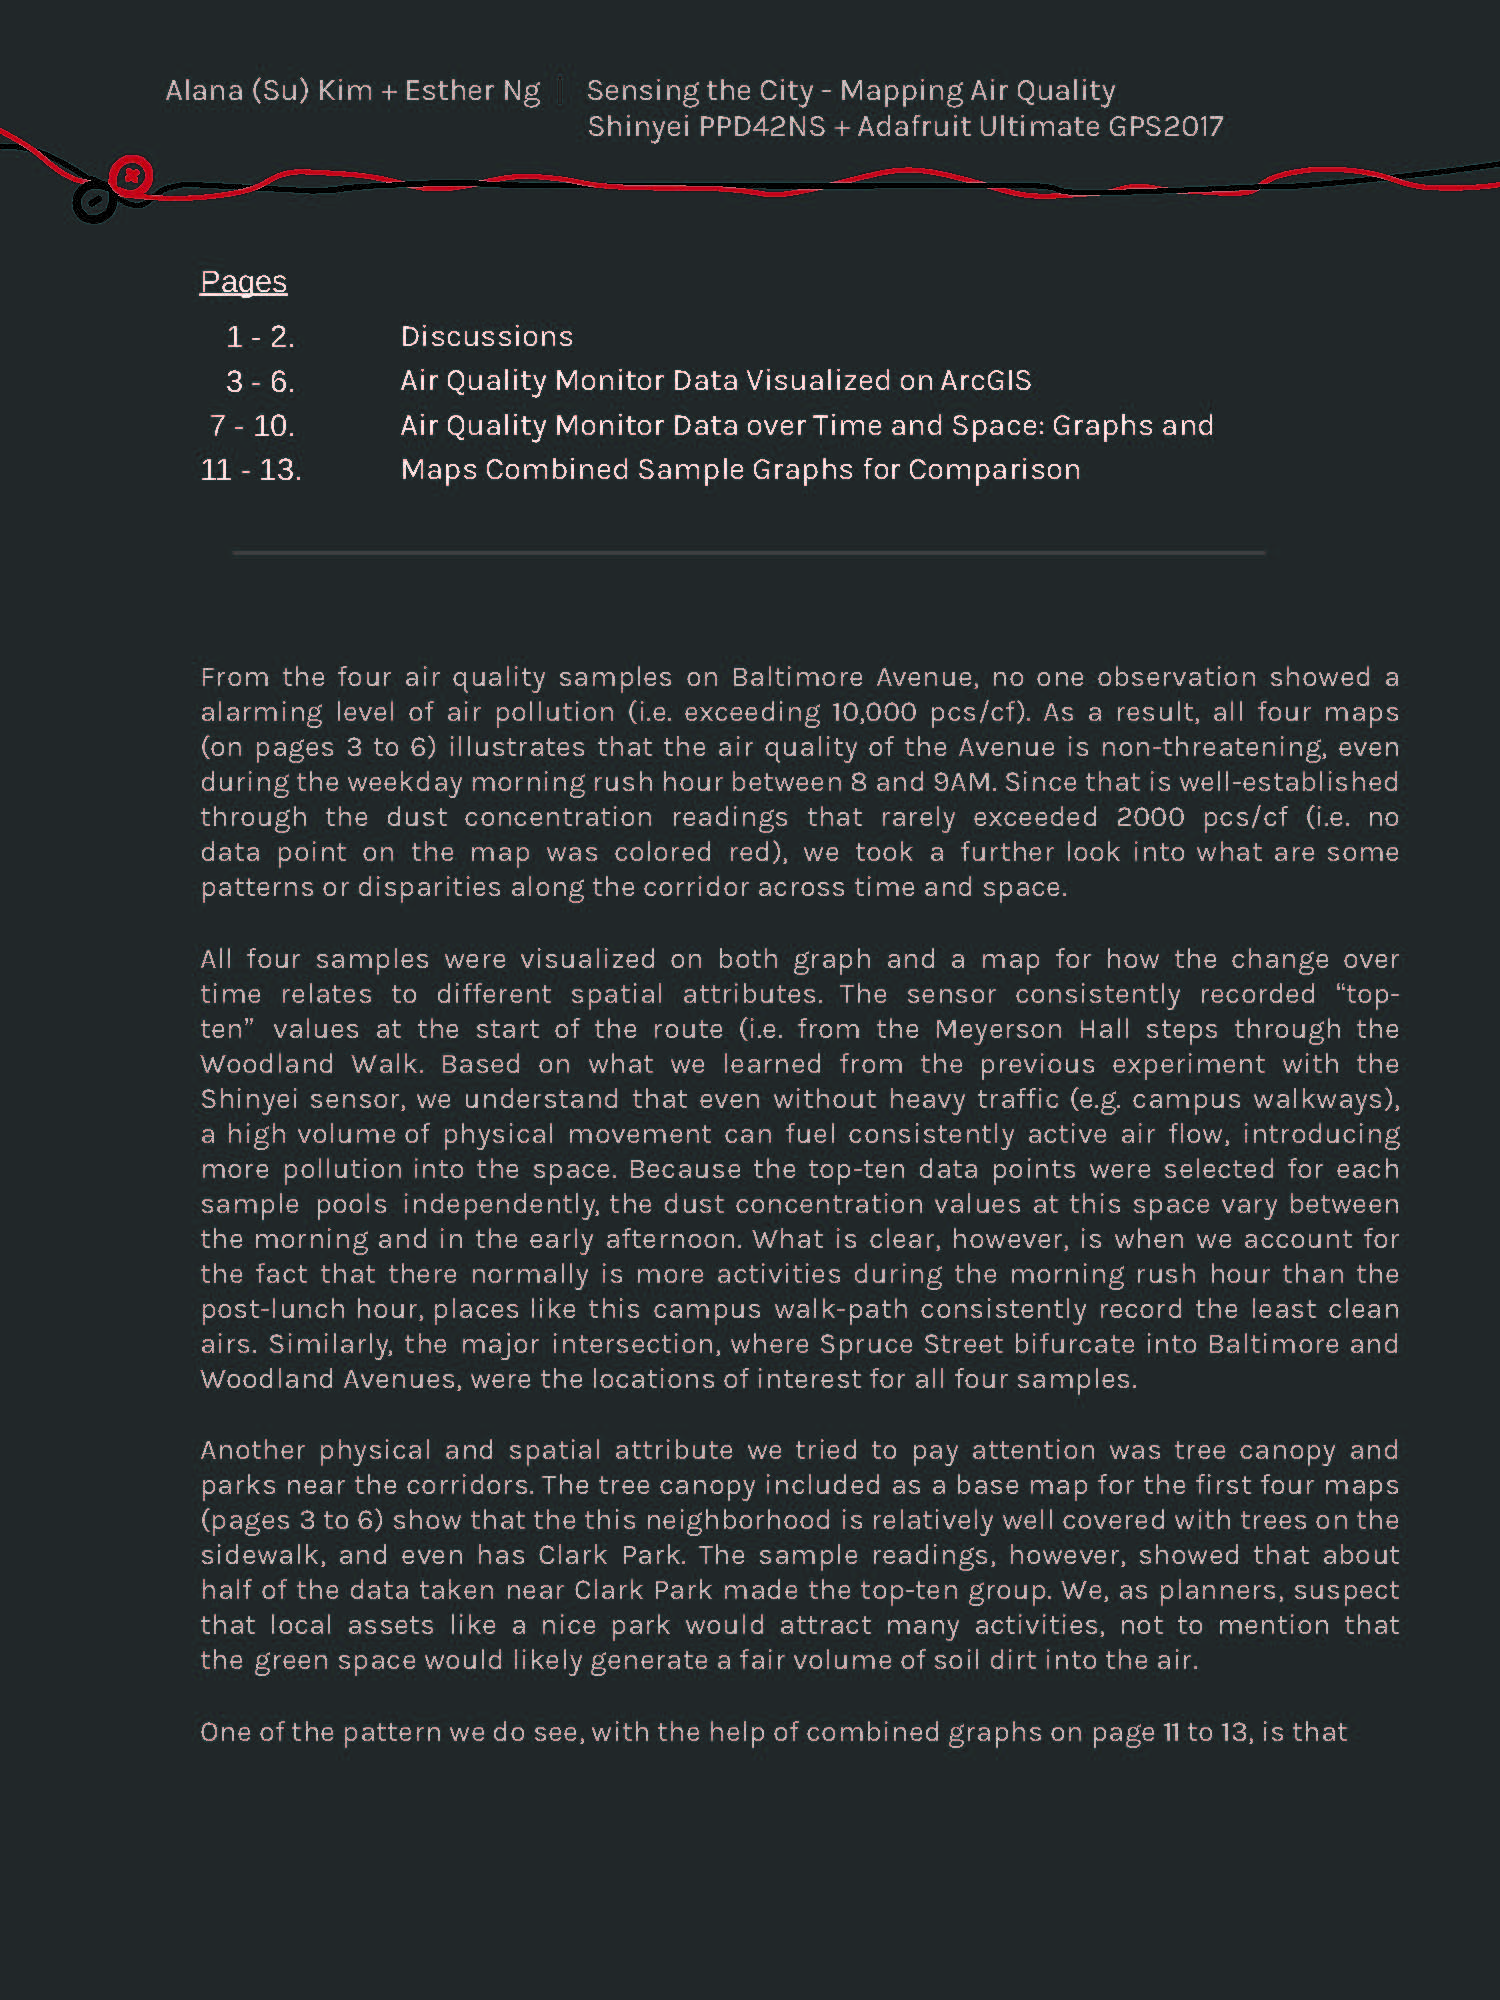 Alana (Su) Kim + Esther Ng | Sensing the City - Mapping Air Quality
Shinyei PPD42NS + Adafruit Ultimate GPS2017
Pages
1 - 2. Discussions
3 - 6. Air Quality Monitor Data Visualized on ArcGIS
7 - 10. Air Quality Monitor Data over Time and Space: Graphs and
11 - 13. Maps Combined Sample Graphs for Comparison
From the four air quality samples on Baltimore Avenue, no one observation showed a
alarming level of air pollution (i.e. exceeding 10,000 pcs/cf). As a result, all four maps
(on pages 3 to 6) illustrates that the air quality of the Avenue is non-threatening, even
during the weekday morning rush hour between 8 and 9AM. Since that is well-established
through the dust concentration readings that rarely exceeded 2000 pcs/cf (i.e. no
data point on the map was colored red), we took a further look into what are some
patterns or disparities along the corridor across time and space.
All four samples were visualized on both graph and a map for how the change over
time relates to different spatial attributes. The sensor consistently recorded “top-
ten” values at the start of the route (i.e. from the Meyerson Hall steps through the
Woodland Walk. Based on what we learned from the previous experiment with the
Shinyei sensor, we understand that even without heavy traffic (e.g. campus walkways),
a high volume of physical movement can fuel consistently active air flow, introducing
more pollution into the space. Because the top-ten data points were selected for each
sample pools independently, the dust concentration values at this space vary between
the morning and in the early afternoon. What is clear, however, is when we account for
the fact that there normally is more activities during the morning rush hour than the
post-lunch hour, places like this campus walk-path consistently record the least clean
airs. Similarly, the major intersection, where Spruce Street bifurcate into Baltimore and
Woodland Avenues, were the locations of interest for all four samples.
Another physical and spatial attribute we tried to pay attention was tree canopy and
parks near the corridors. The tree canopy included as a base map for the first four maps
(pages 3 to 6) show that the this neighborhood is relatively well covered with trees on the
sidewalk, and even has Clark Park. The sample readings, however, showed that about
half of the data taken near Clark Park made the top-ten group. We, as planners, suspect
that local assets like a nice park would attract many activities, not to mention that
the green space would likely generate a fair volume of soil dirt into the air.
One of the pattern we do see, with the help of combined graphs on page 11 to 13, is that